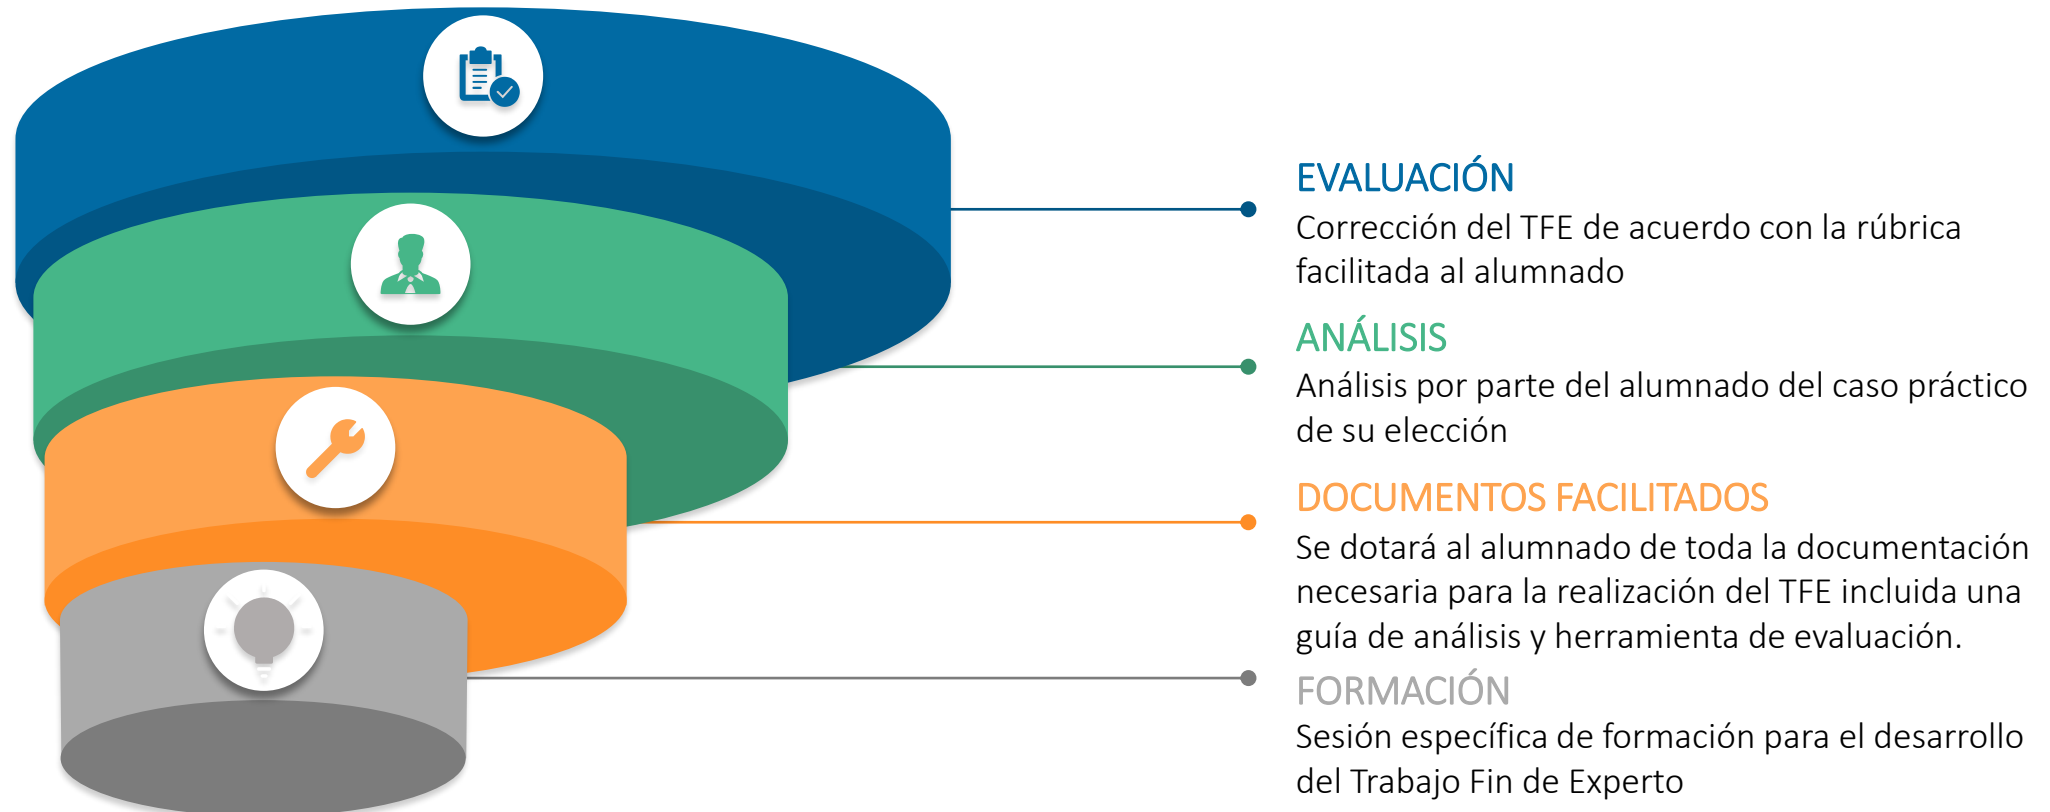 EVALUACIÓN
Corrección del TFE de acuerdo con la rúbrica
facilitada al alumnado
ANÁLISIS
Análisis por parte del alumnado del caso práctico
de su elección
DOCUMENTOS FACILITADOS
Se dotará al alumnado de toda la documentación
necesaria para la realización del TFE incluida una
guía de análisis y herramienta de evaluación.
FORMACIÓN
Sesión específica de formación para el desarrollo
del Trabajo Fin de Experto